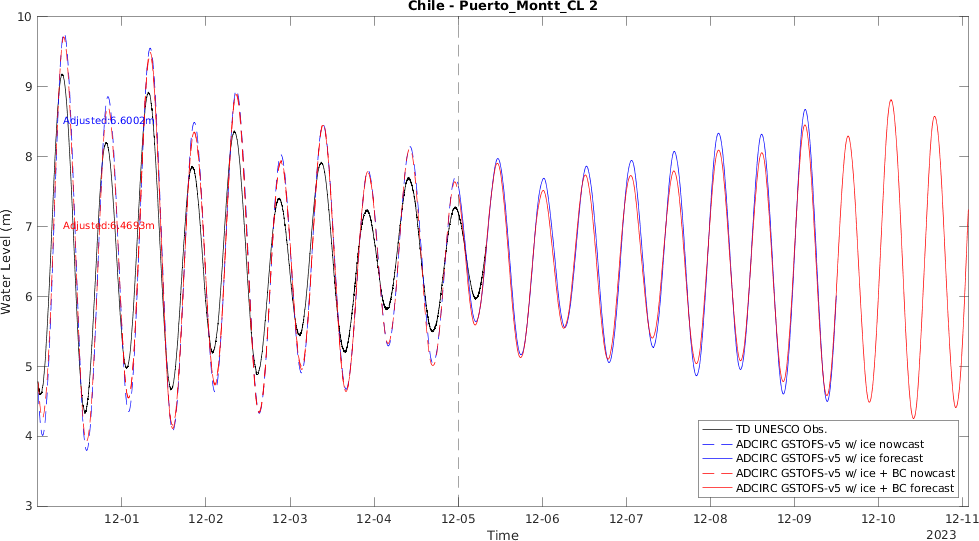 Chile - Puerto_Montt_CL 2
10
9
8
7
6
5
4
3
Water Level (m)
Adjusted:6.6002m
Adjusted:6.4693m
TD UNESCO Obs.
ADCIRC GSTOFS-v5 w/ ice nowcast
ADCIRC GSTOFS-v5 w/ ice forecast
ADCIRC GSTOFS-v5 w/ ice + BC nowcast
ADCIRC GSTOFS-v5 w/ ice + BC forecast
12-01 12-02 12-03 12-04 12-05 12-06 12-07 12-08 12-09 12-10 12-11
Time
2023